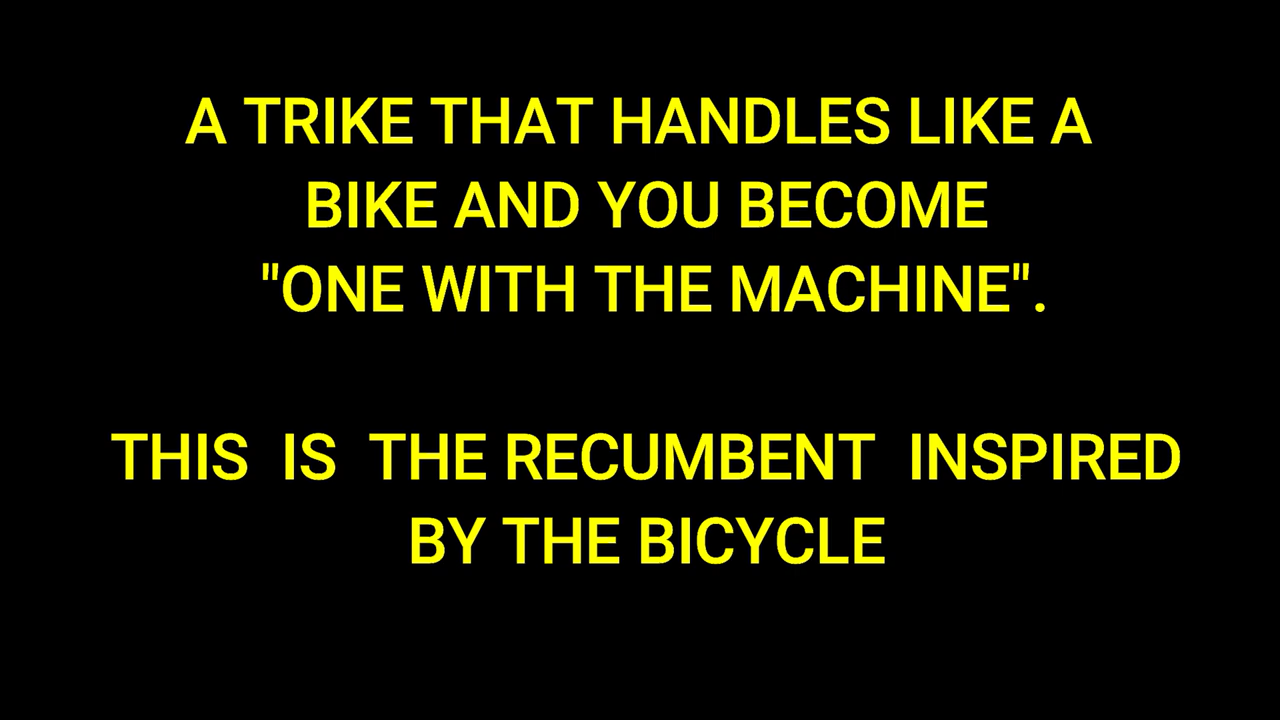 A TRIKE THAT HANDLES LIKE A
BIKE AND YOU BECOME
"ONE WITH THE MACHINE".
THIS IS THE RECUMBENT INSPIRED
BY THE BICYCLE